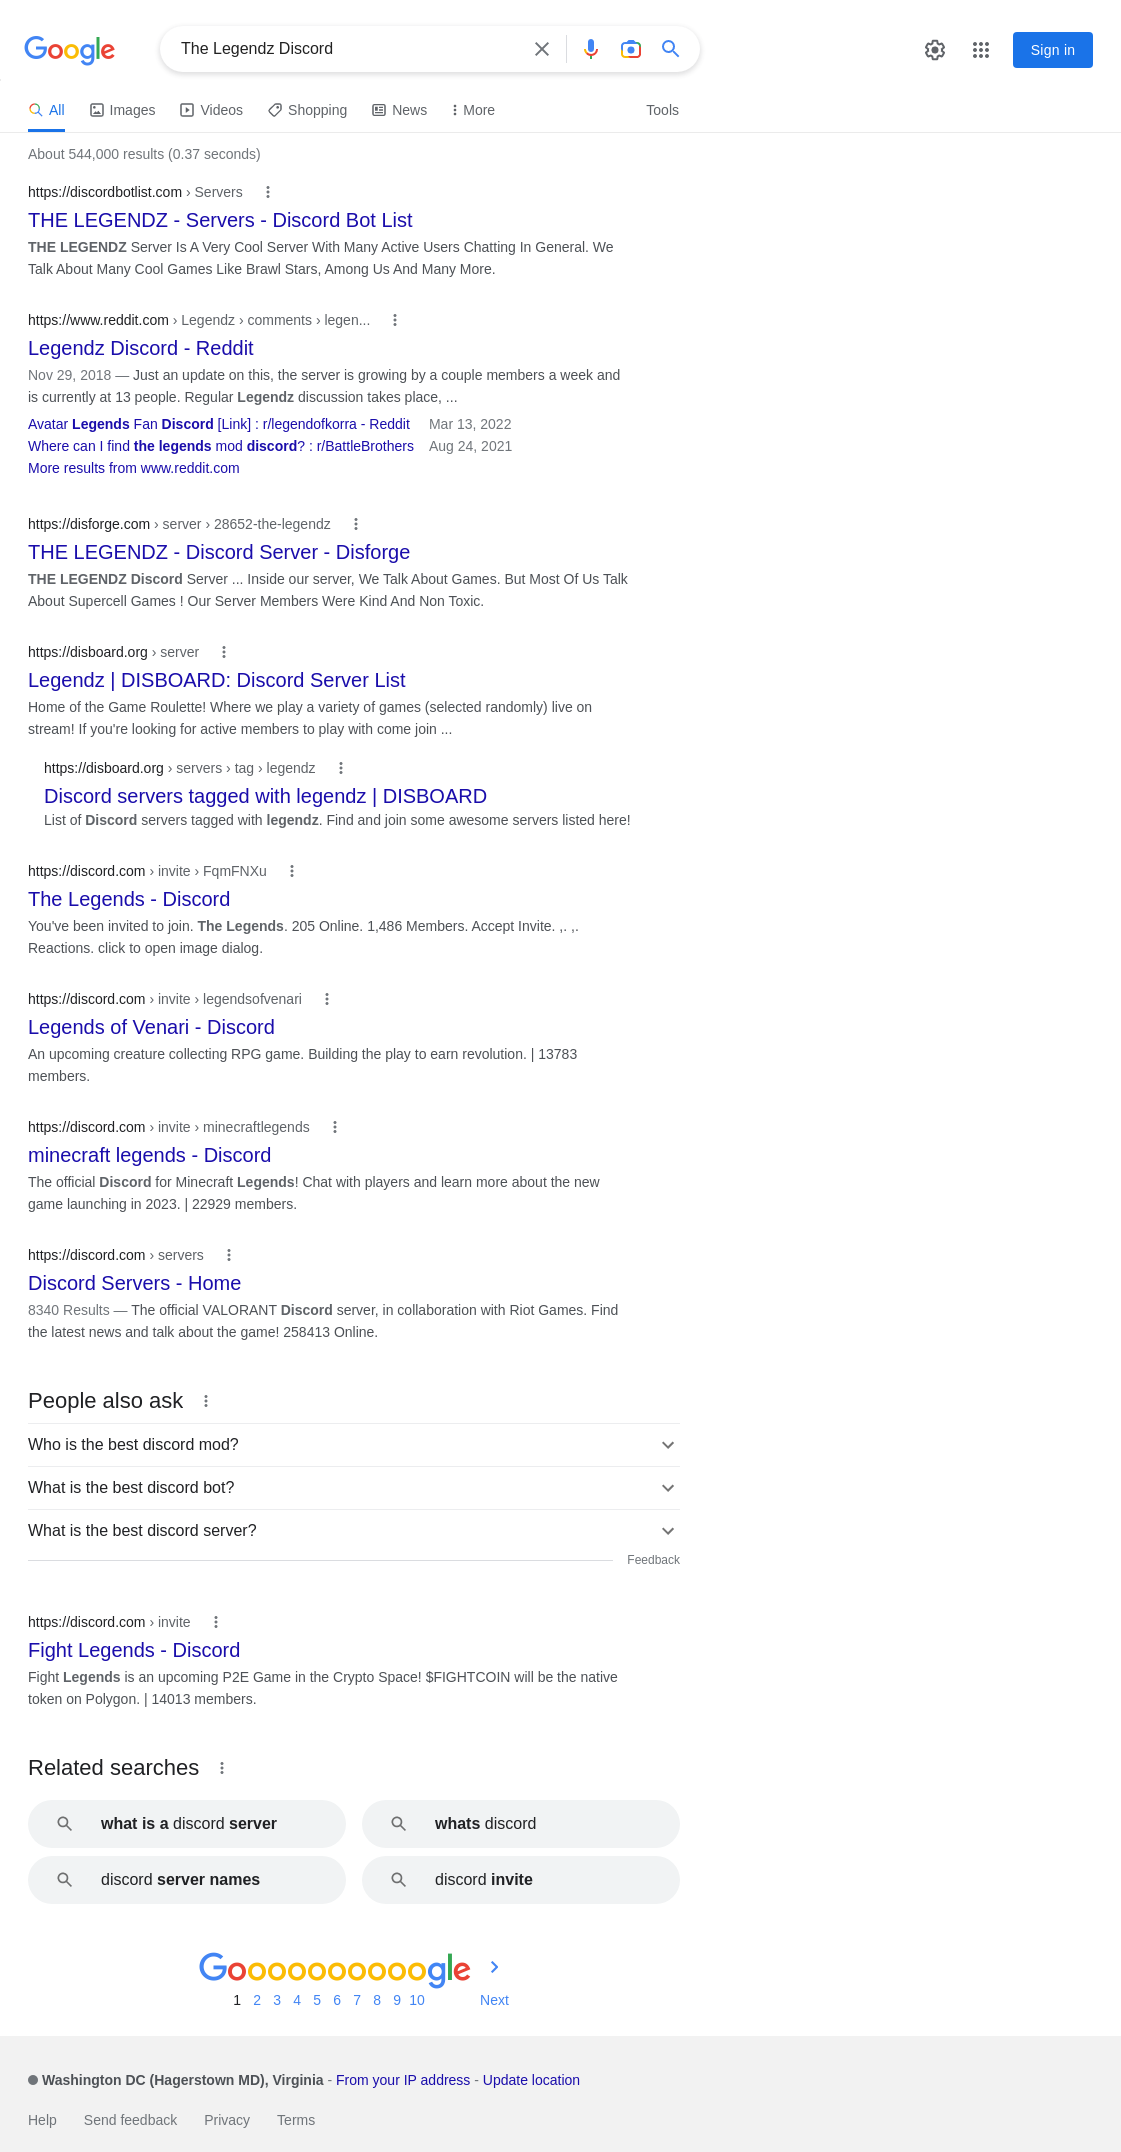 Google
The Legendz Discord
Sign in
All
Images
Videos
Shopping
News
More
Tools
About 544,000 results (0.37 seconds)
https://discordbotlist.com › Servers
THE LEGENDZ - Servers - Discord Bot List
THE LEGENDZ Server Is A Very Cool Server With Many Active Users Chatting In General. We
Talk About Many Cool Games Like Brawl Stars, Among Us And Many More.
https://www.reddit.com › Legendz › comments › legen...
Legendz Discord - Reddit
Nov 29, 2018 — Just an update on this, the server is growing by a couple members a week and
is currently at 13 people. Regular Legendz discussion takes place, ...
Avatar Legends Fan Discord [Link] : r/legendofkorra - Reddit Mar 13, 2022
Where can I find the legends mod discord? : r/BattleBrothers Aug 24, 2021
More results from www.reddit.com
https://disforge.com › server › 28652-the-legendz
THE LEGENDZ - Discord Server - Disforge
THE LEGENDZ Discord Server ... Inside our server, We Talk About Games. But Most Of Us Talk
About Supercell Games ! Our Server Members Were Kind And Non Toxic.
https://disboard.org › server
Legendz | DISBOARD: Discord Server List
Home of the Game Roulette! Where we play a variety of games (selected randomly) live on
stream! If you're looking for active members to play with come join ...
https://disboard.org › servers › tag › legendz
Discord servers tagged with legendz | DISBOARD
List of Discord servers tagged with legendz. Find and join some awesome servers listed here!
https://discord.com › invite › FqmFNXu
The Legends - Discord
You've been invited to join. The Legends. 205 Online. 1,486 Members. Accept Invite. ,. ,.
Reactions. click to open image dialog.
https://discord.com › invite › legendsofvenari
Legends of Venari - Discord
An upcoming creature collecting RPG game. Building the play to earn revolution. | 13783
members.
https://discord.com › invite › minecraftlegends
minecraft legends - Discord
The official Discord for Minecraft Legends! Chat with players and learn more about the new
game launching in 2023. | 22929 members.
https://discord.com › servers
Discord Servers - Home
8340 Results — The official VALORANT Discord server, in collaboration with Riot Games. Find
the latest news and talk about the game! 258413 Online.
People also ask
Who is the best discord mod?
What is the best discord bot?
What is the best discord server?
Feedback
https://discord.com › invite
Fight Legends - Discord
Fight Legends is an upcoming P2E Game in the Crypto Space! $FIGHTCOIN will be the native
token on Polygon. | 14013 members.
Related searches
what is a discord server
whats discord
discord server names
discord invite
Goooooooooogle
1 2 3 4 5 6 7 8 9 10 Next
Washington DC (Hagerstown MD), Virginia - From your IP address - Update location
Help Send feedback Privacy Terms